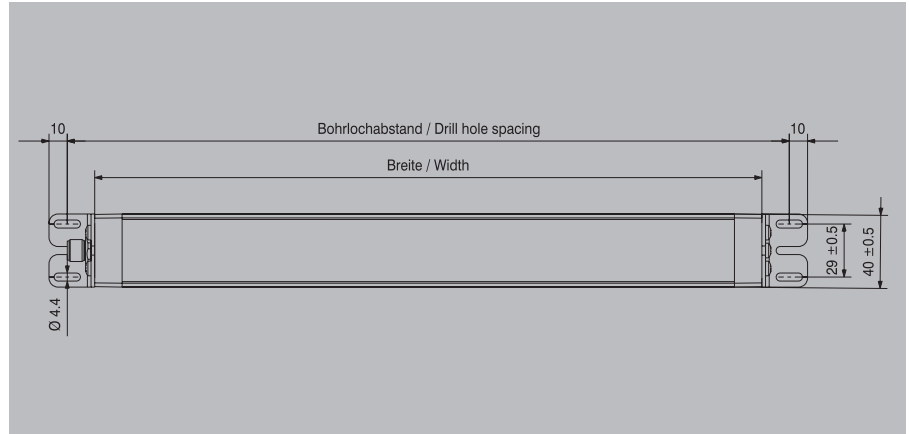 10
Bohrlochabstand / Drill hole spacing
10
Breite / Width
29 ±0.5
40 ±0.5
Ø 4.4